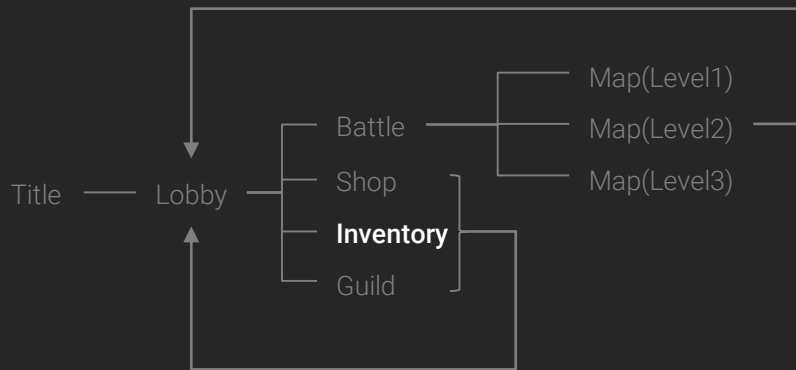 Map(Level1)
Battle
Map(Level2)
Shop
Map(Level3)
Title
Lobby
Inventory
Guild